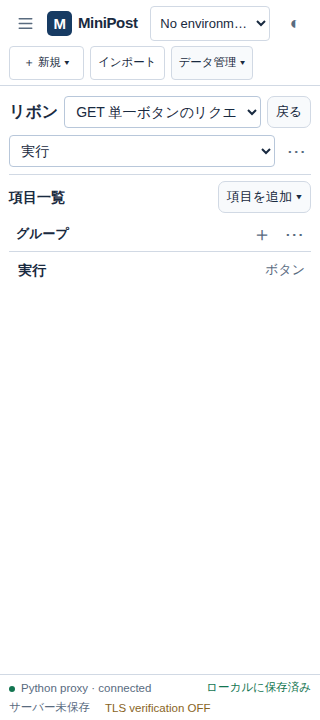 M MiniPost No environm…
＋ 新規 ▾ インポート データ管理 ▾
リボン GET 単一ボタンのリクエ 戻る
実行 …
項目一覧 項目を追加 ▾
グループ ＋ …
実行 ボタン
Python proxy · connected ローカルに保存済み
サーバー未保存 TLS verification OFF